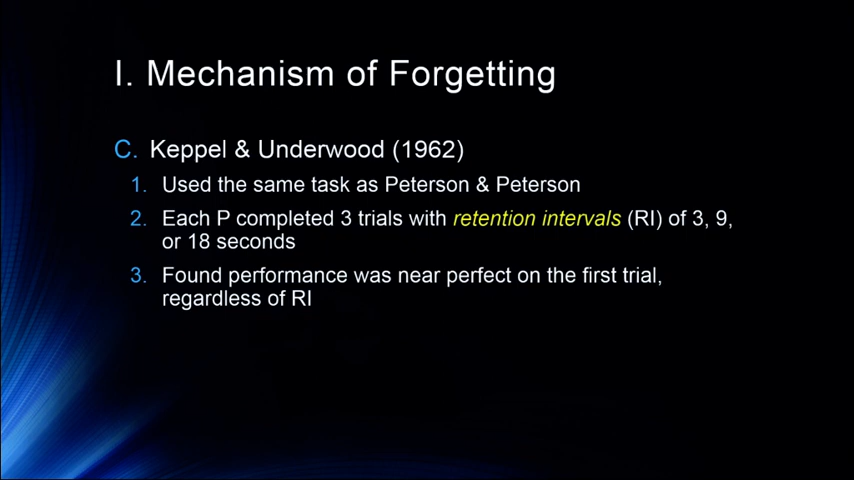 I. Mechanism of Forgetting
C. Keppel & Underwood (1962)
1. Used the same task as Peterson & Peterson
2. Each P completed 3 trials with retention intervals (RI) of 3, 9,
or 18 seconds
3. Found performance was near perfect on the first trial,
regardless of RI